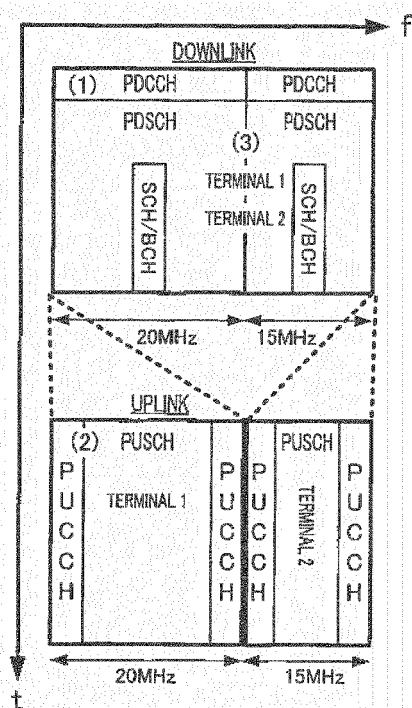 f
DOWNLINK
(1) PDCCH PDCCH
PDSCH PDSCH
(3)
TERMINAL 1
TERMINAL 2
SCH/BCH SCH/BCH
20MHz 15MHz
UPLINK
(2) PUSCH PUSCH
TERMINAL 1
TERMINAL 2
PUCCH PUCCH PUCCH PUCCH
20MHz 15MHz
t